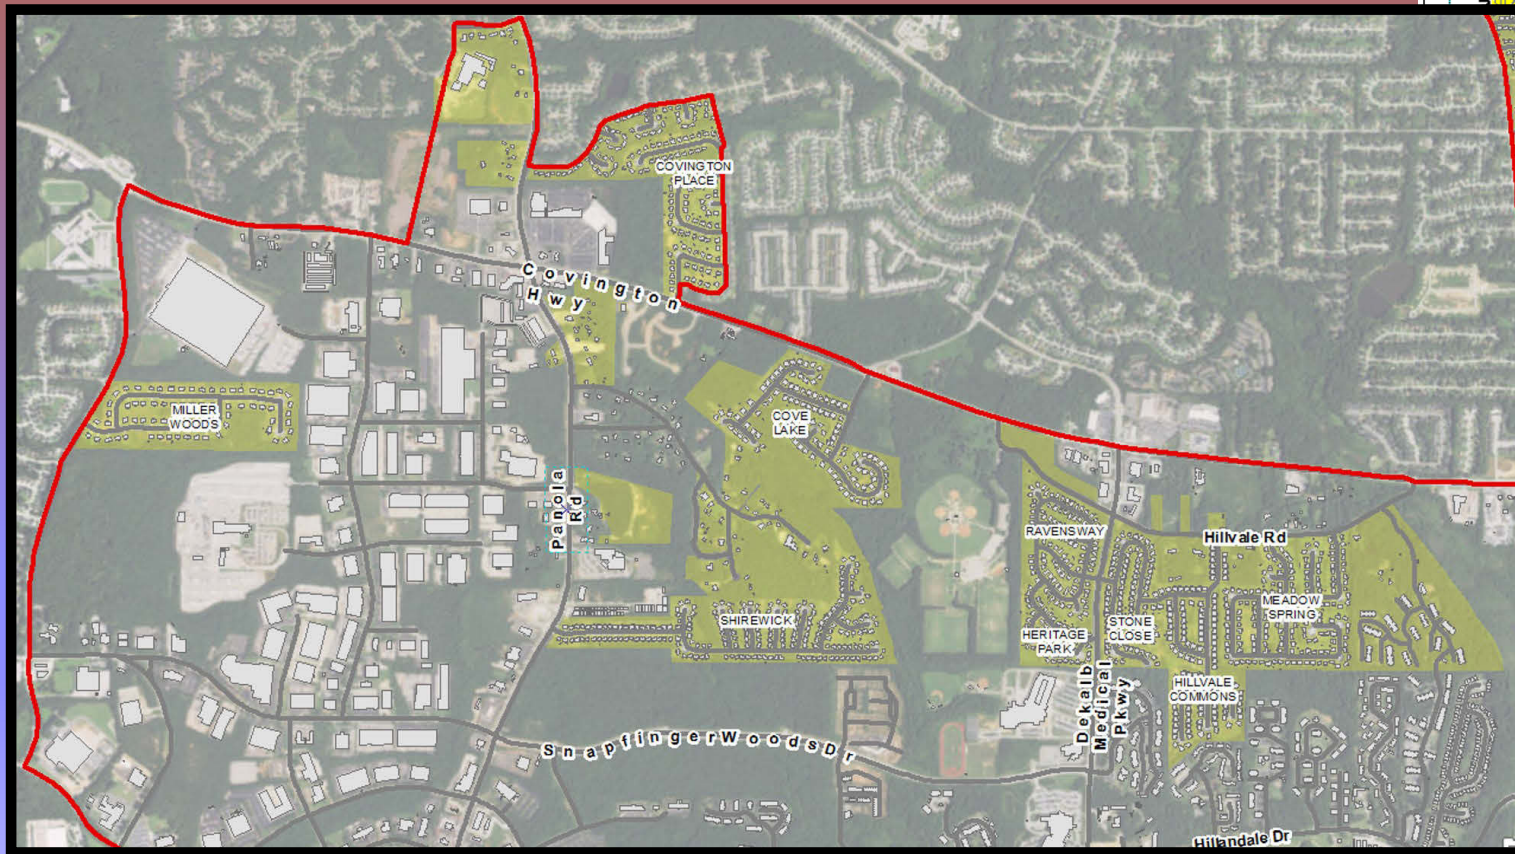 COVINGTON
PLACE
Covington
Hwy
MILLER
WOODS
COVE
LAKE
Panola
Rd
RAVENSWAY
Hillvale Rd
MEADOW
SPRING
SHIREWICK
STONE
CLOSE
HERITAGE
PARK
HILLVALE
COMMONS
Dekalb
Medical
Pkwy
SnapfingerWoodsDr
Hillandale Dr